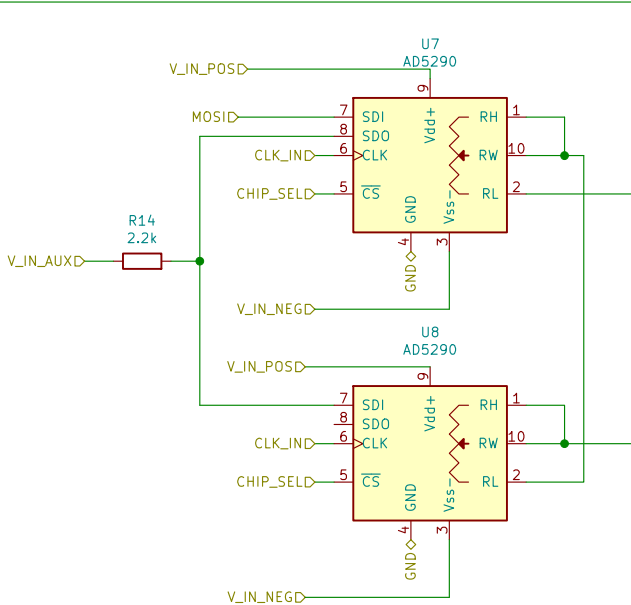 U7
AD5290
V_IN_POS
9
Vdd+
MOSI
7
SDI
RH
1
8
SDO
CLK_IN
6
CLK
RW
10
CHIP_SEL
5
CS
RL
2
GND
Vss-
4
3
GND
R14
2.2k
V_IN_AUX
V_IN_NEG
U8
AD5290
V_IN_POS
9
Vdd+
7
SDI
RH
1
8
SDO
CLK_IN
6
CLK
RW
10
CHIP_SEL
5
CS
RL
2
GND
Vss-
4
3
GND
V_IN_NEG